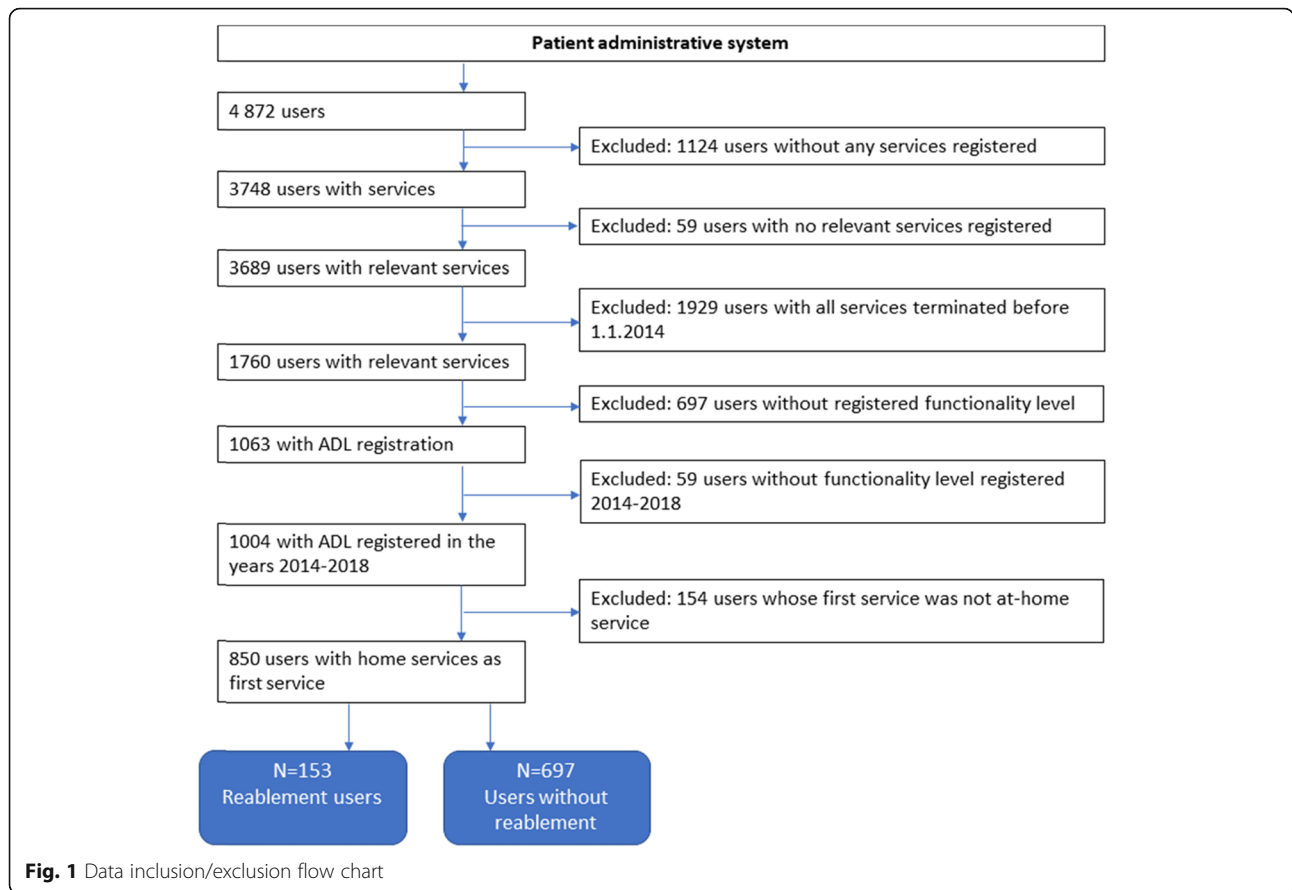 Patient administrative system
4 872 users
Excluded: 1124 users without any services registered
3748 users with services
Excluded: 59 users with no relevant services registered
3689 users with relevant services
Excluded: 1929 users with all services terminated before
1.1.2014
1760 users with relevant services
Excluded: 697 users without registered functionality level
1063 with ADL registration
Excluded: 59 users without functionality level registered
2014-2018
1004 with ADL registered in the
years 2014-2018
Excluded: 154 users whose first service was not at-home
service
850 users with home services as
first service
N=153
Reablement users
N=697
Users without
reablement
Fig. 1 Data inclusion/exclusion flow chart